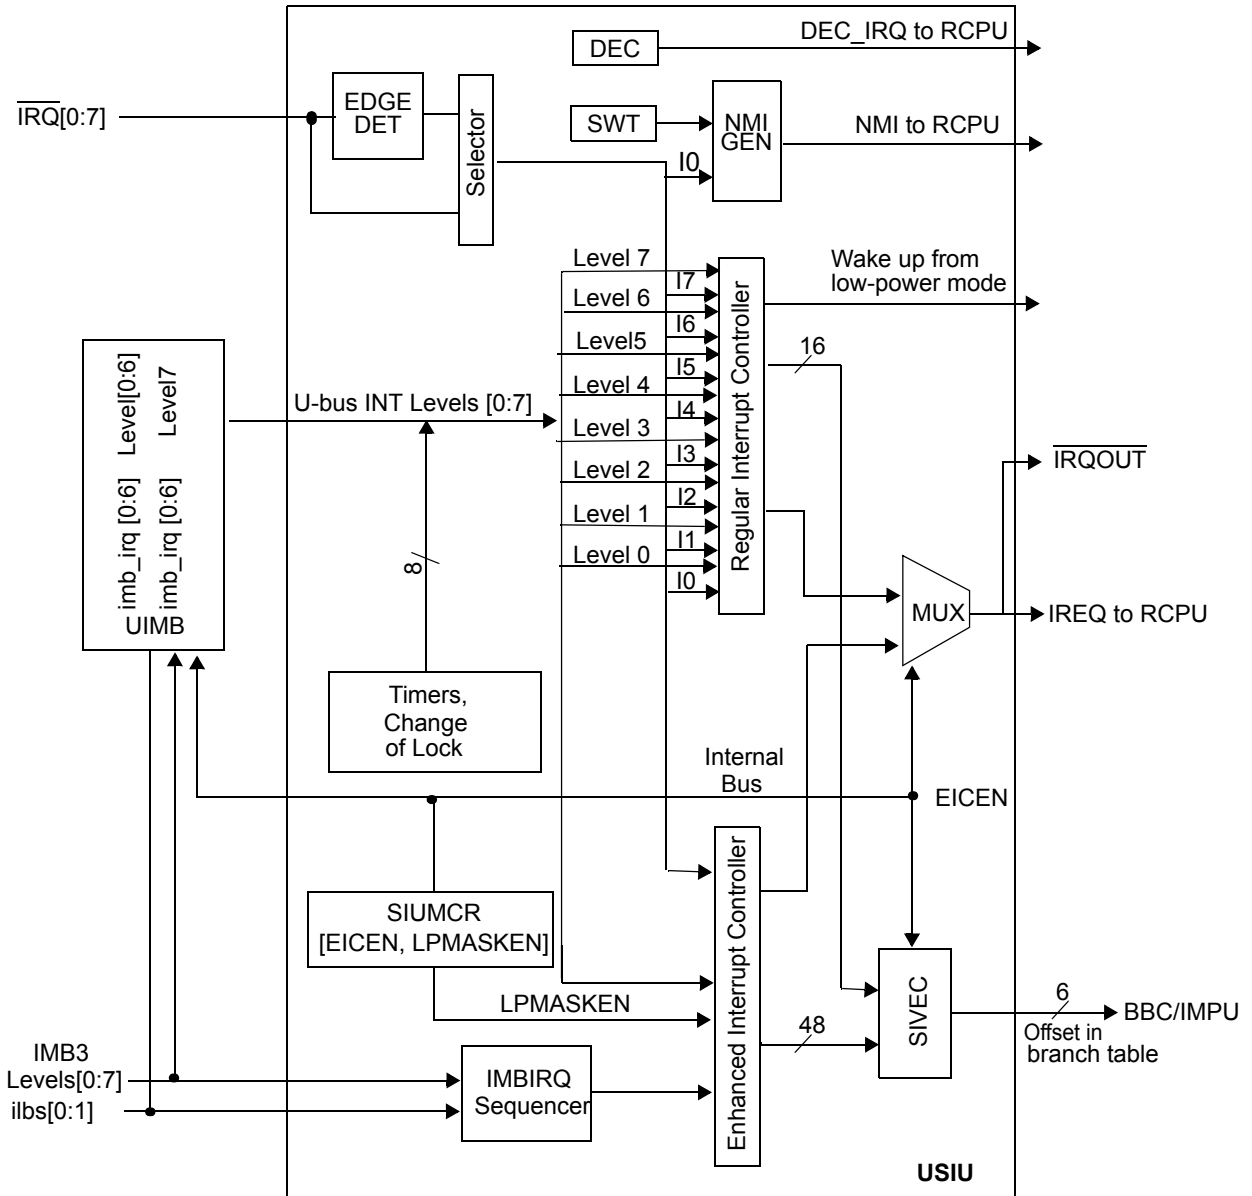 DEC
DEC_IRQ to RCPU
IRQ[0:7]
EDGE
DET
Selector
SWT
NMI
GEN
NMI to RCPU
I0
Level 7
I7
Level 6
I6
Level5
I5
Level 4
I4
Level 3
I3
Level 2
I2
Level 1
I1
Level 0
I0
Regular Interrupt Controller
Wake up from
low-power mode
16
Level[0:6]
Level7
imb_irq [0:6]
imb_irq [0:6]
UIMB
U-bus INT Levels [0:7]
8
IRQOUT
MUX
IREQ to RCPU
Timers,
Change
of Lock
Internal
Bus
EICEN
SIUMCR
[EICEN, LPMASKEN]
LPMASKEN
Enhanced Interrupt Controller
48
SIVEC
6
BBC/IMPU
Offset in
branch table
IMB3
Levels[0:7]
ilbs[0:1]
IMBIRQ
Sequencer
USIU